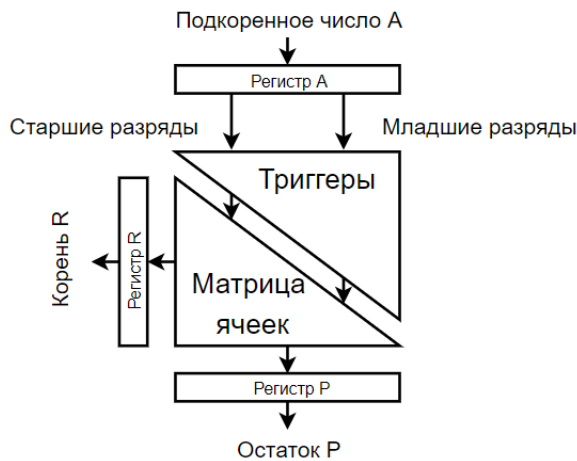 Подкоренное число A
Регистр A
Старшие разряды
Младшие разряды
Триггеры
Корень R
Регистр R
Матрица
ячеек
Регистр P
Остаток P